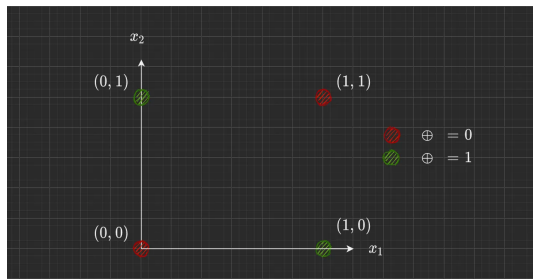 x₂
(0, 1)
(1, 1)
⊕ = 0
⊕ = 1
(0, 0)
(1, 0)
x₁